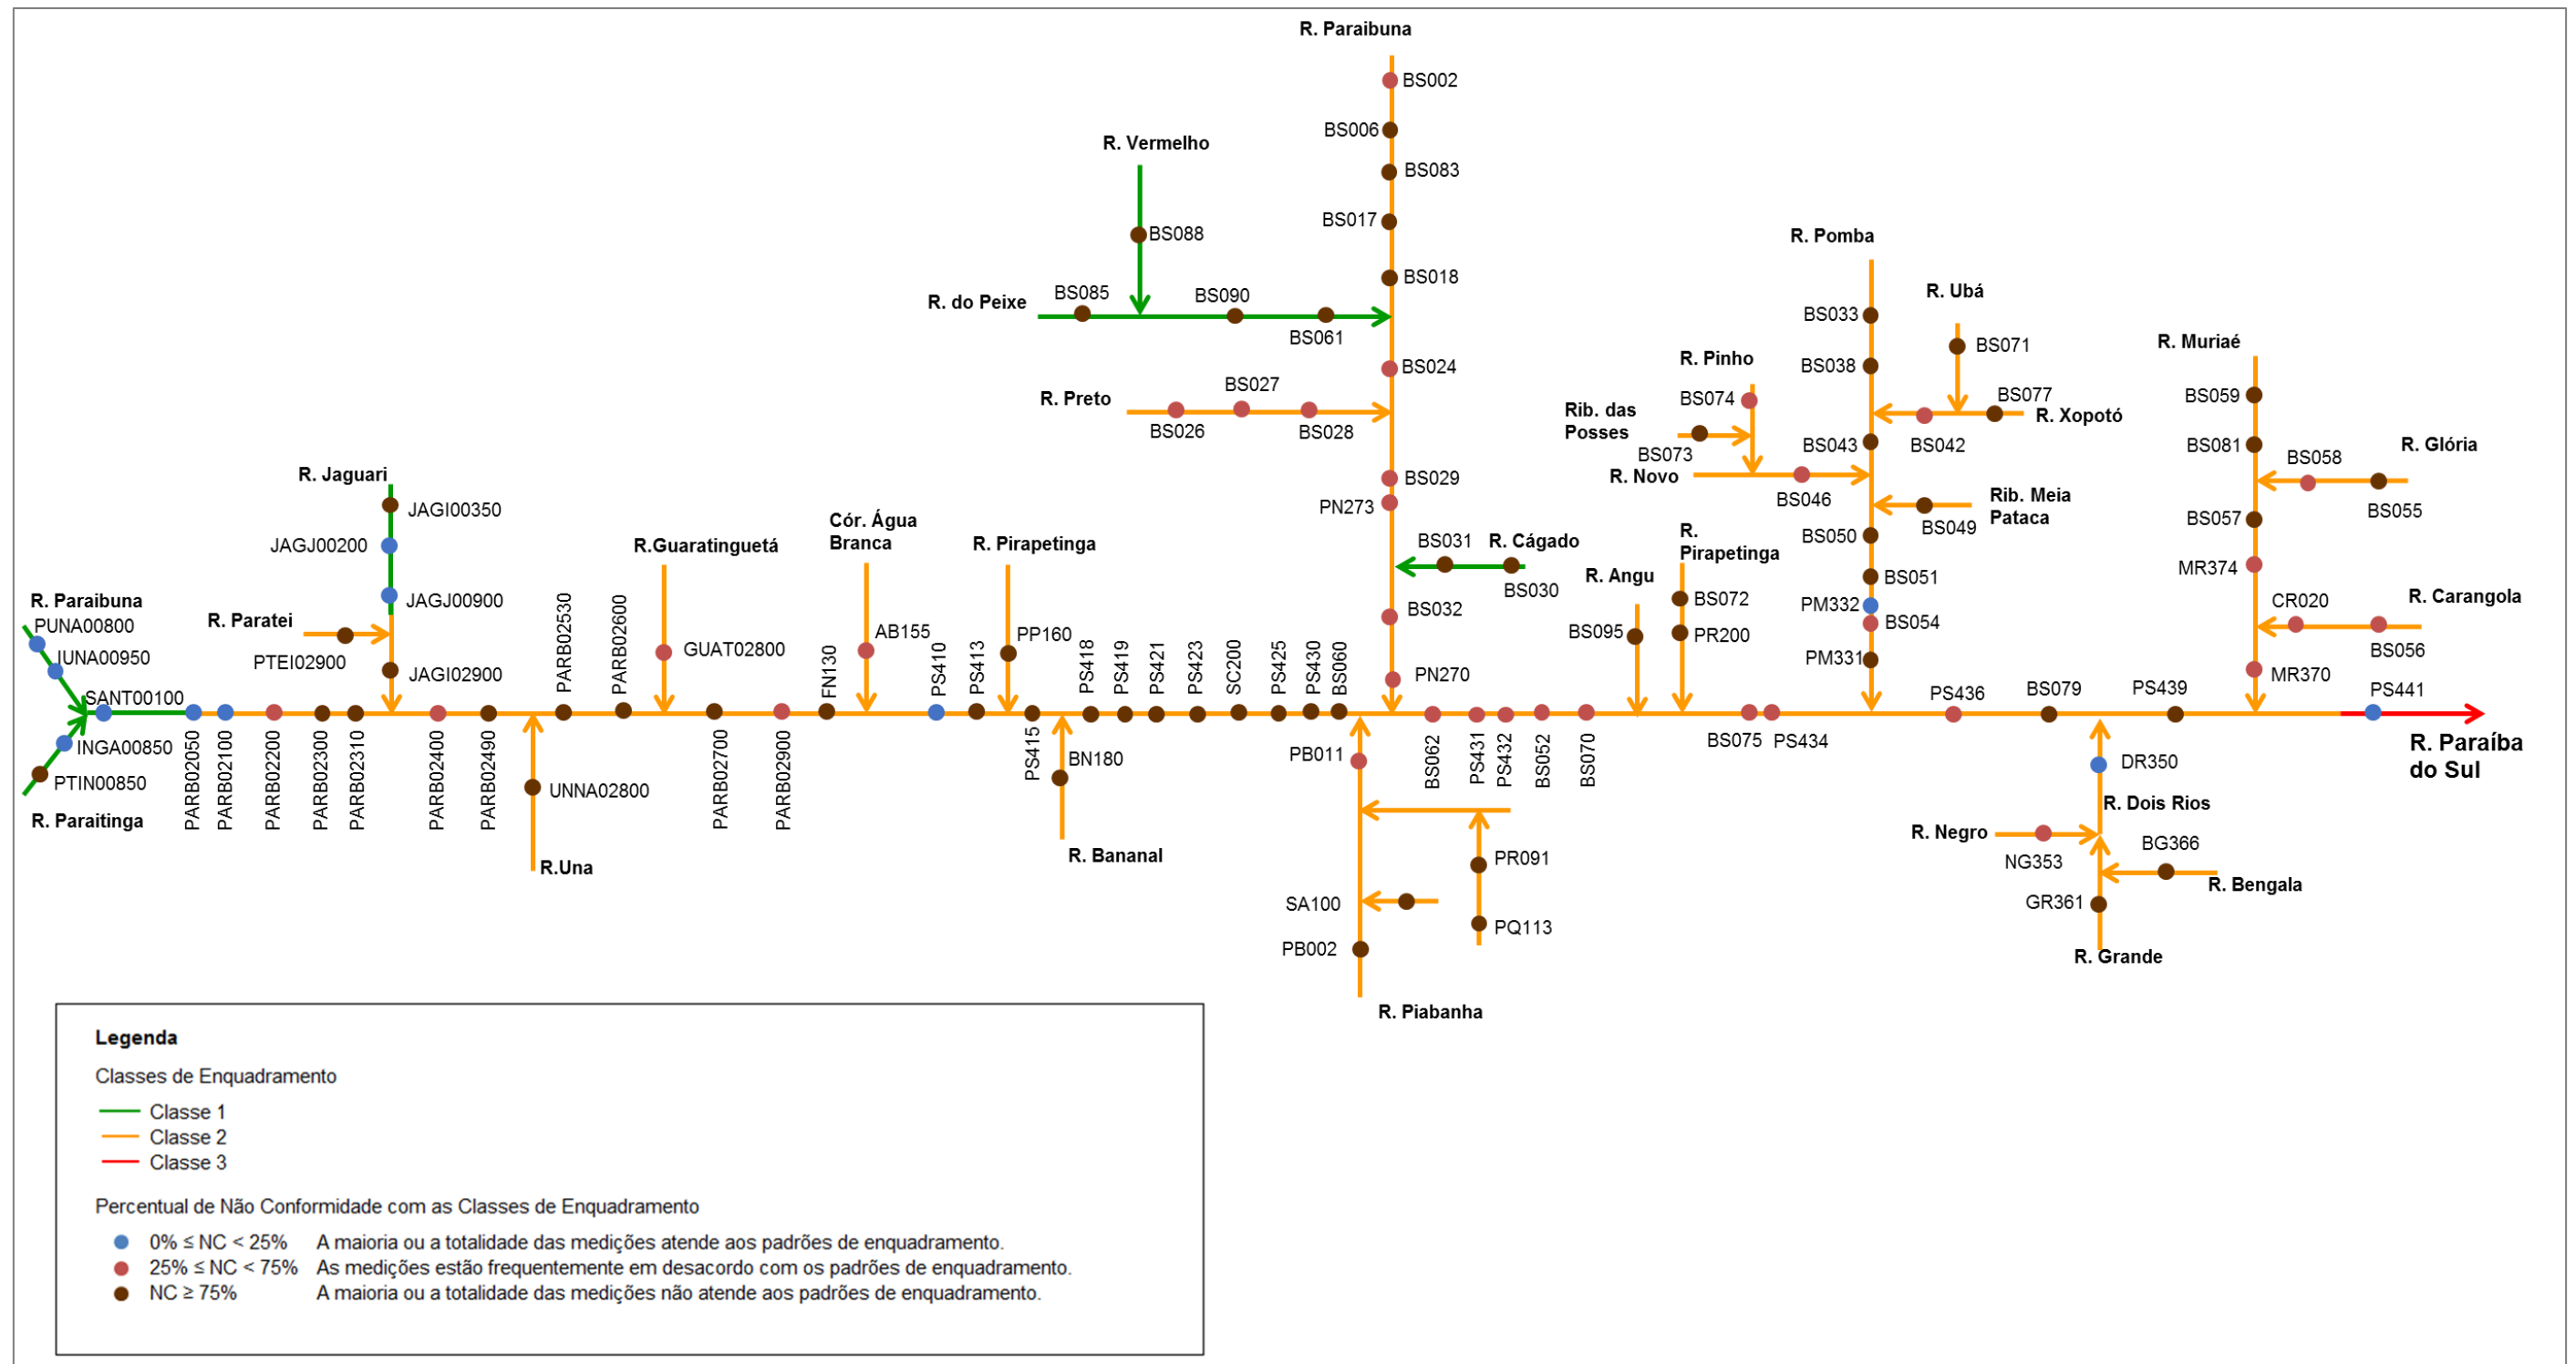 R. Paraibuna
BS002
BS006
BS083
BS017
BS018
R. Vermelho
BS088
R. do Peixe
BS085
BS090
BS061
BS024
R. Preto
BS026
BS027
BS028
BS029
PN273
BS031
R. Cágado
BS030
BS032
PN270
R. Pomba
BS033
BS038
R. Ubá
BS071
BS077
R. Xopotó
BS042
BS043
R. Pinho
BS074
Rib. das
Posses
BS073
R. Novo
BS046
Rib. Meia
Pataca
BS049
BS050
BS051
PM332
BS054
PM331
R. Muriaé
BS059
BS081
R. Glória
BS058
BS055
BS057
MR374
R. Carangola
CR020
BS056
MR370
R. Angu
BS095
R.
Pirapetinga
BS072
PR200
R. Jaguari
JAGI00350
JAGJ00200
JAGJ00900
R. Paratei
PTEI02900
JAGI02900
R.Guaratinguetá
GUAT02800
Cór. Água
Branca
AB155
R. Pirapetinga
PP160
R. Paraibuna
PUNA00800
IUNA00950
SANT00100
INGA00850
PTIN00850
R. Paraitinga
PARB02050
PARB02100
PARB02200
PARB02300
PARB02310
PARB02400
PARB02490
PARB02530
PARB02600
UNNA02800
R.Una
PARB02700
PARB02900
FN130
PS410
PS413
PS415
BN180
R. Bananal
PS418
PS419
PS421
PS423
SC200
PS425
PS430
BS060
PB011
PR091
SA100
PQ113
PB002
R. Piabanha
BS062
PS431
PS432
BS052
BS070
BS075
PS434
PS436
BS079
PS439
PS441
R. Paraíba
do Sul
DR350
R. Dois Rios
R. Negro
NG353
BG366
R. Bengala
GR361
R. Grande
Legenda
Classes de Enquadramento
Classe 1
Classe 2
Classe 3
Percentual de Não Conformidade com as Classes de Enquadramento
0% ≤ NC < 25% A maioria ou a totalidade das medições atende aos padrões de enquadramento.
25% ≤ NC < 75% As medições estão frequentemente em desacordo com os padrões de enquadramento.
NC ≥ 75% A maioria ou a totalidade das medições não atende aos padrões de enquadramento.